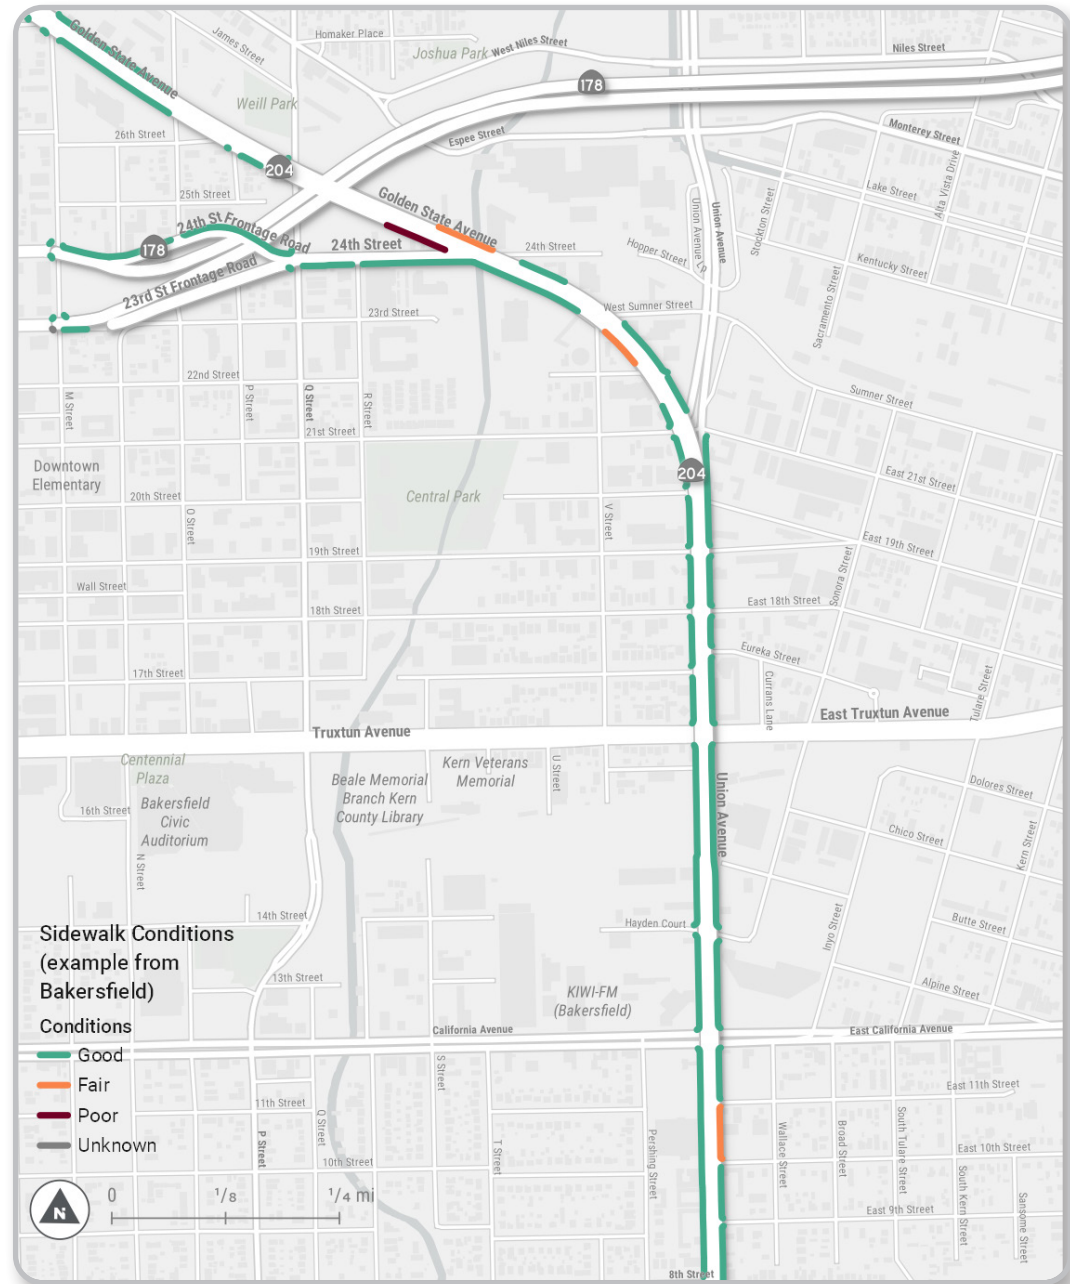 Golden State Avenue
James Street
Homaker Place
Joshua Park
West Niles Street
Niles Street
178
Weill Park
26th Street
Espee Street
Monterey Street
204
25th Street
Golden State Avenue
Lake Street
Alta Vista Drive
Union Avenue Lp
Union Avenue
Stockton Street
24th St Frontage Road
178
24th Street
24th Street
Hopper Street
Kentucky Street
23rd St Frontage Road
23rd Street
West Sumner Street
Sacramento Street
22nd Street
M Street
P Street
Q Street
R Street
Sumner Street
21st Street
Downtown
Elementary
204
East 21st Street
20th Street
Central Park
O Street
V Street
19th Street
East 19th Street
Wall Street
Sonora Street
18th Street
East 18th Street
Eureka Street
17th Street
Currans Lane
Tulare Street
Truxtun Avenue
East Truxtun Avenue
Centennial
Plaza
Kern Veterans
Memorial
U Street
Beale Memorial
Branch Kern
County Library
Union Avenue
Dolores Street
16th Street
Bakersfield
Civic
Auditorium
N Street
Chico Street
Kern Street
14th Street
Hayden Court
Inyo Street
Butte Street
Sidewalk Conditions
(example from
Bakersfield)
13th Street
KIWI-FM
(Bakersfield)
Alpine Street
Conditions
California Avenue
East California Avenue
Good
Fair
Poor
Unknown
S Street
East 11th Street
11th Street
Q Street
P Street
10th Street
T Street
Pershing Street
Wallace Street
Broad Street
South Tulare Street
East 10th Street
South Kern Street
Sansome Street
N
0
1/8
1/4 mi
East 9th Street
8th Street